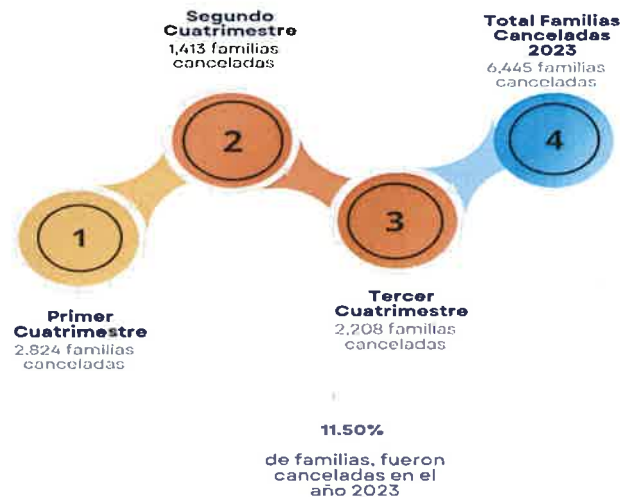 Segundo
Cuatrimestre
1,413 familias
canceladas
Total Familias
Canceladas
2023
6,445 familias
canceladas
2
4
1
3
Primer
Cuatrimestre
2.824 familias
canceladas
Tercer
Cuatrimestre
2,208 familias
canceladas
11.50%
de familias, fueron
canceladas en el
año 2023